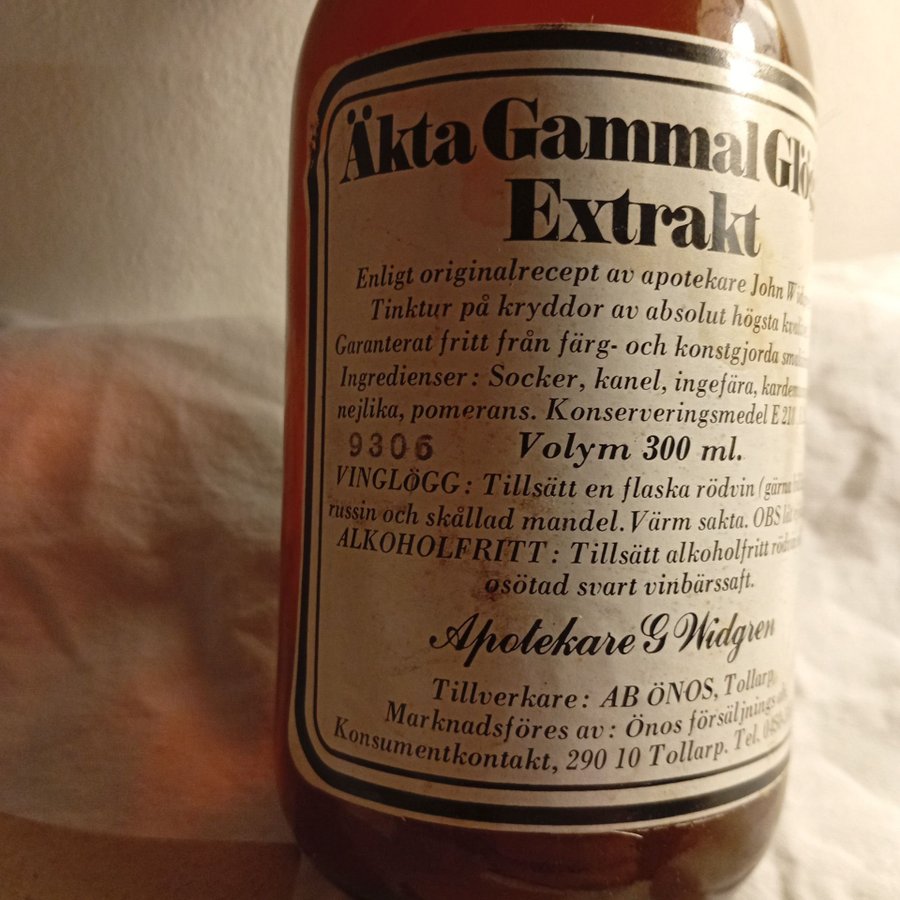 Äkta Gammal
Extrakt
Enligt originalrecept av apotekare John
Tinktur på kryddor av absolut högsta
Garanterat fritt från färg- och konstgjorda
Ingredienser: Socker, kanel, ingefära,
nejlika, pomerans. Konserveringsmedel E
9306 Volym 300 ml.
VINGLÖGG: Tillsätt en flaska rödvin (gärna
russin och skållad mandel. Värm sakta. OBS
ALKOHOLFRITT: Tillsätt alkoholfritt
osötad svart vinbärssaft.
Apotekare G Widgren
Tillverkare: AB ÖNOS, Tollarp,
Marknadsföres av: Önos försäljnings
Konsumentkontakt, 290 10 Tollarp. Tel.